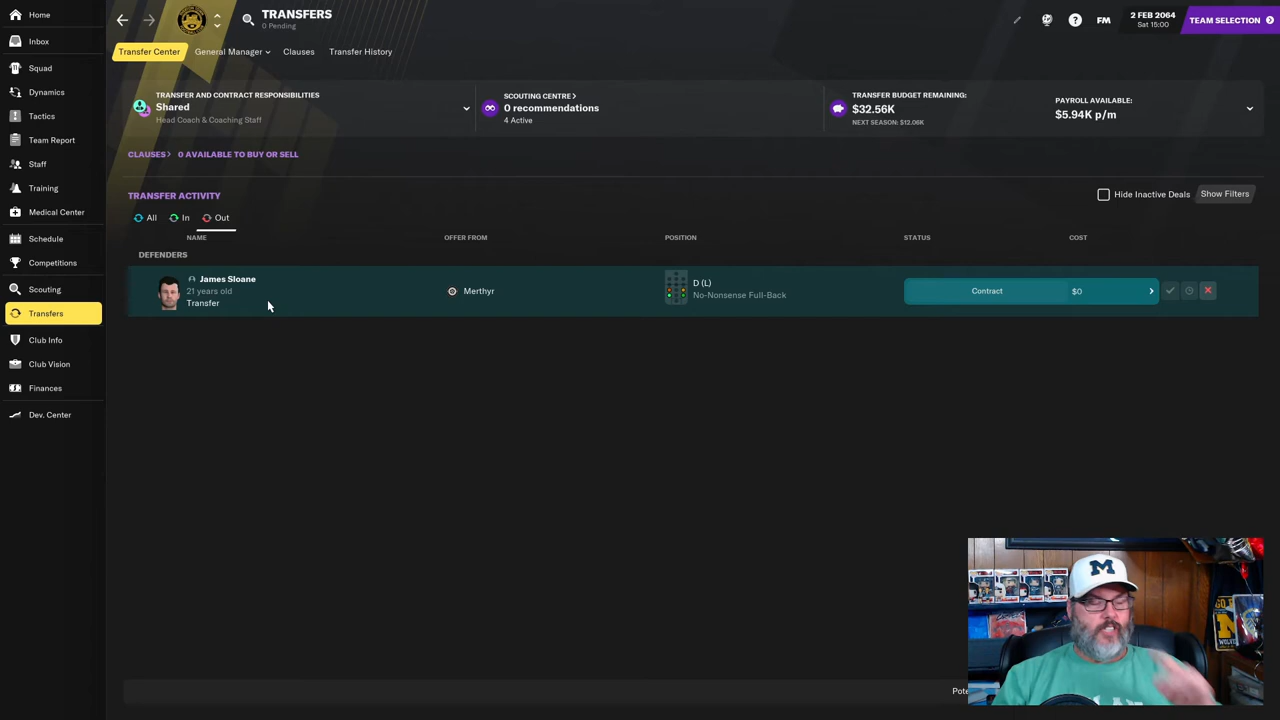 Home
Inbox
Squad
Dynamics
Tactics
Team Report
Staff
Training
Medical Center
Schedule
Competitions
Scouting
Transfers
Club Info
Club Vision
Finances
Dev. Center
TRANSFERS
0 Pending
FM
2 FEB 2064
Sat 15:00
TEAM SELECTION
Transfer Center
General Manager
Clauses
Transfer History
TRANSFER AND CONTRACT RESPONSIBILITIES
Shared
Head Coach & Coaching Staff
SCOUTING CENTRE >
0 recommendations
4 Active
TRANSFER BUDGET REMAINING:
$32.56K
NEXT SEASON: $12.06K
PAYROLL AVAILABLE:
$5.94K p/m
CLAUSES > 0 AVAILABLE TO BUY OR SELL
TRANSFER ACTIVITY
Hide Inactive Deals
Show Filters
All In Out
NAME OFFER FROM POSITION STATUS COST
DEFENDERS
James Sloane
21 years old
Transfer
Merthyr
D (L)
No-Nonsense Full-Back
Contract
$0
M